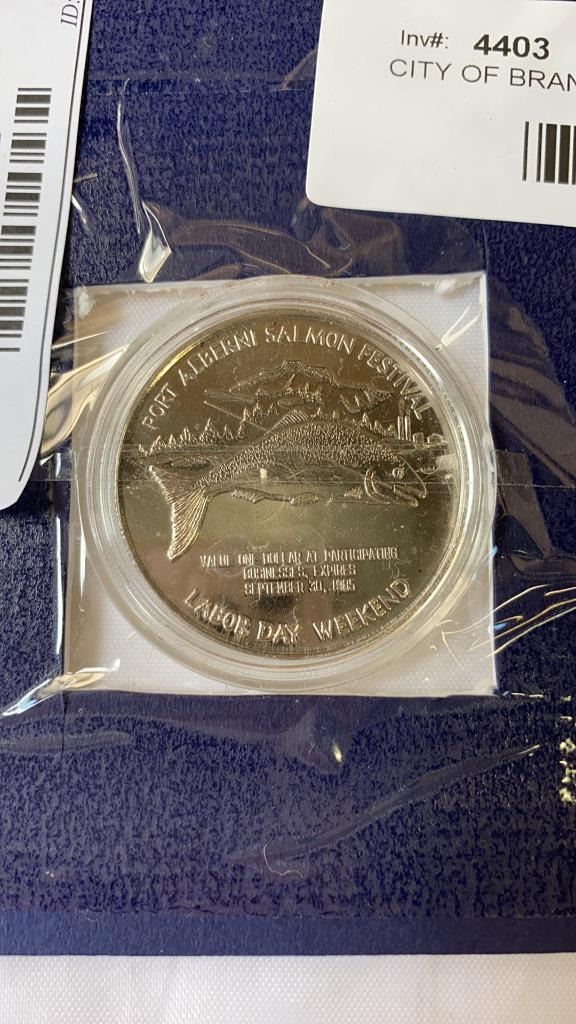 ID:
Inv#: 4403
CITY OF BRAN
PORT ALBERNI SALMON FESTIVAL
VALUE ONE DOLLAR AT PARTICIPATING
BUSINESSES, EXPIRES
SEPTEMBER 30, 1985
LABOR DAY WEEKEND